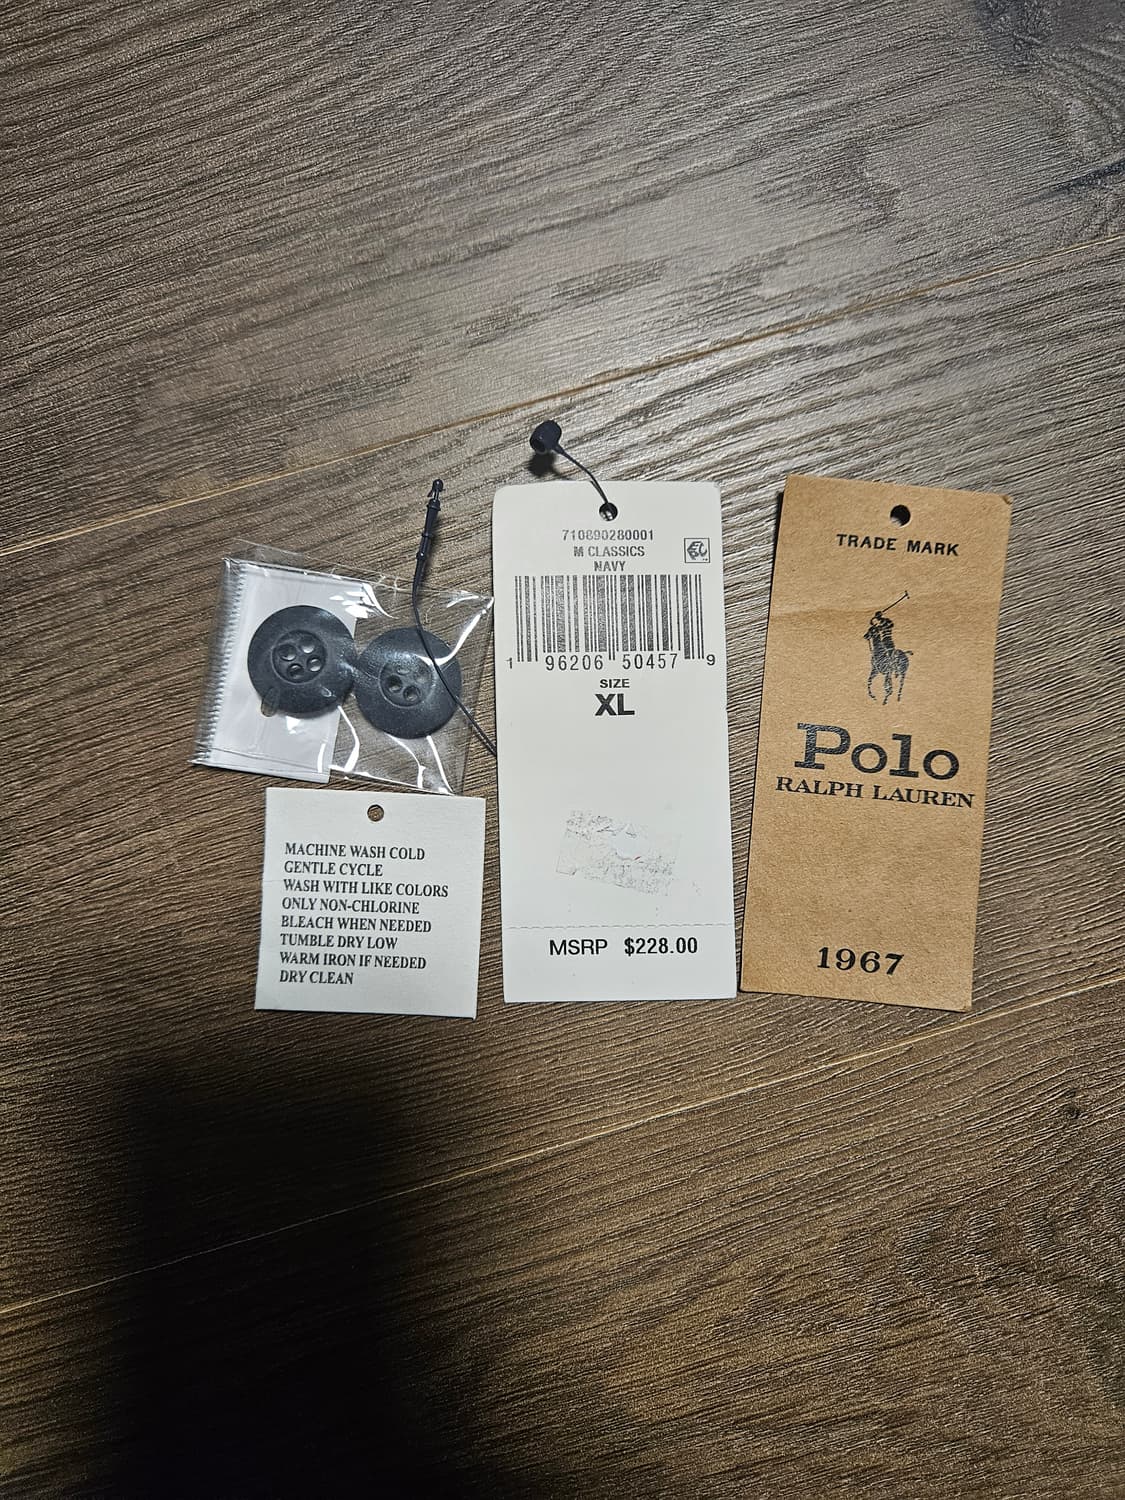 710890280001
M CLASSICS
NAVY
1 96206 50457 9
SIZE
XL
MSRP $228.00
TRADE MARK
Polo
RALPH LAUREN
1967
MACHINE WASH COLD
GENTLE CYCLE
WASH WITH LIKE COLORS
ONLY NON-CHLORINE
BLEACH WHEN NEEDED
TUMBLE DRY LOW
WARM IRON IF NEEDED
DRY CLEAN